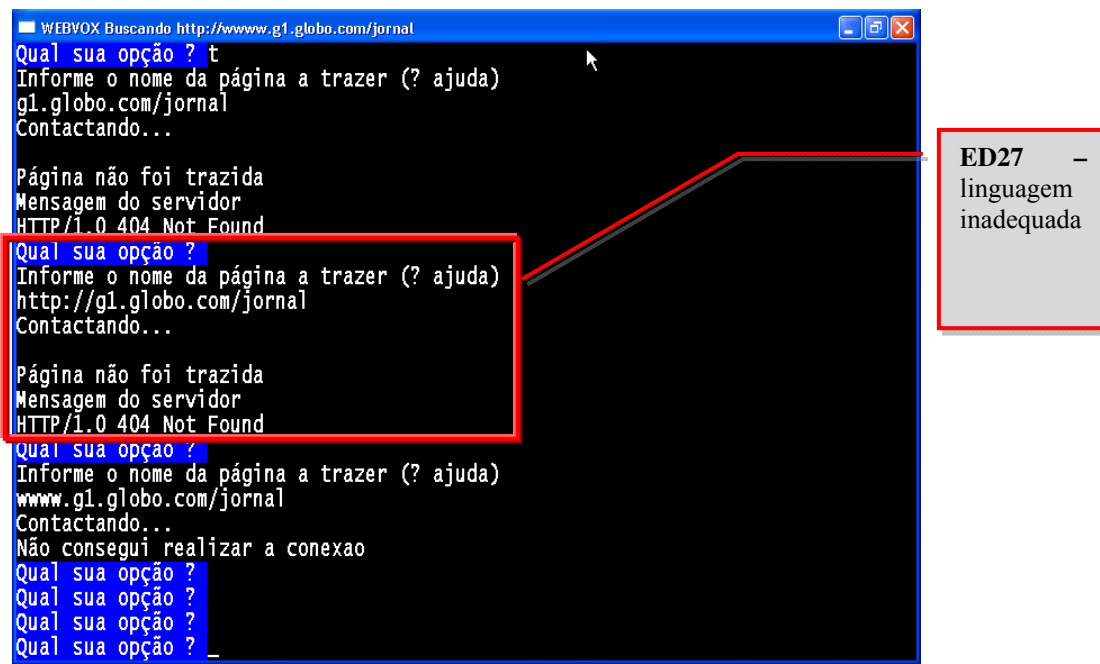 WEBVOX Buscando http://wwww.g1.globo.com/jornal
Qual sua opção ? t
Informe o nome da página a trazer (? ajuda)
g1.globo.com/jornal
Contactando...
Página não foi trazida
Mensagem do servidor
HTTP/1.0 404 Not Found
Qual sua opção ?
Informe o nome da página a trazer (? ajuda)
http://g1.globo.com/jornal
Contactando...
Página não foi trazida
Mensagem do servidor
HTTP/1.0 404 Not Found
Qual sua opção ?
Informe o nome da página a trazer (? ajuda)
wwww.g1.globo.com/jornal
Contactando...
Não consegui realizar a conexao
Qual sua opção ?
Qual sua opção ?
Qual sua opção ?
Qual sua opção ? _
ED27 –
linguagem
inadequada